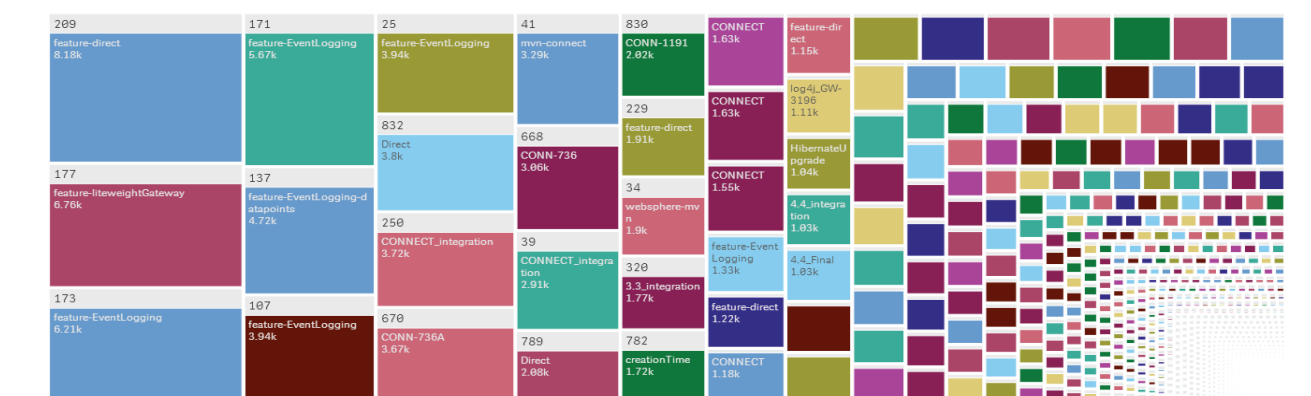 209
feature-direct
8.18k
177
feature-liteweightGateway
6.76k
173
feature-EventLogging
6.21k
171
feature-EventLogging
5.67k
137
feature-EventLogging-d
atapoints
4.72k
107
feature-EventLogging
3.94k
25
feature-EventLogging
3.94k
832
Direct
3.8k
250
CONNECT_integration
3.72k
670
CONN-736A
3.67k
41
mvn-connect
3.29k
668
CONN-736
3.06k
39
CONNECT_integra
tion
2.91k
789
Direct
2.08k
830
CONN-1191
2.02k
229
feature-direct
1.91k
34
websphere-mv
n
1.9k
320
3.3_integration
1.77k
782
creationTime
1.72k
CONNECT
1.63k
CONNECT
1.63k
CONNECT
1.55k
feature-Event
Logging
1.33k
feature-direct
1.22k
CONNECT
1.18k
feature-dir
ect
1.15k
log4j_GW-
3196
1.11k
HibernateU
pgrade
1.04k
4.4_integra
tion
1.03k
4.4_Final
1.03k